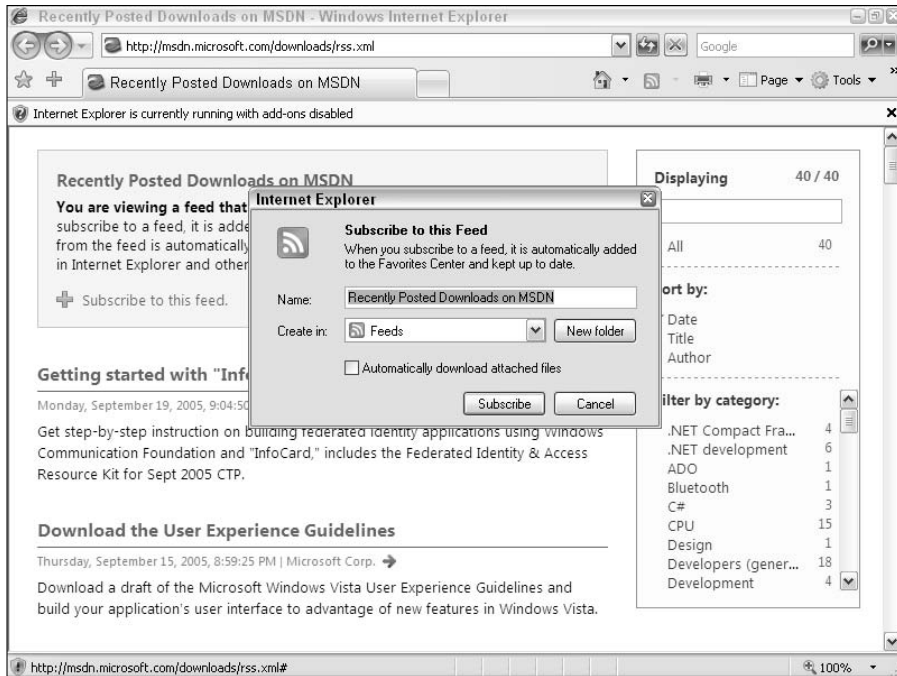 Recently Posted Downloads on MSDN - Windows Internet Explorer
http://msdn.microsoft.com/downloads/rss.xml
Google
Recently Posted Downloads on MSDN
Page
Tools
Internet Explorer is currently running with add-ons disabled
Recently Posted Downloads on MSDN
You are viewing a feed that
subscribe to a feed, it is adde
from the feed is automatically
in Internet Explorer and other
Subscribe to this feed.
Internet Explorer
Subscribe to this Feed
When you subscribe to a feed, it is automatically added
to the Favorites Center and kept up to date.
Name: Recently Posted Downloads on MSDN
Create in: Feeds New folder
Automatically download attached files
Subscribe Cancel
Displaying 40 / 40
All 40
ort by:
Date
Title
Author
ilter by category:
.NET Compact Fra... 4
.NET development 6
ADO 1
Bluetooth 1
C# 3
CPU 15
Design 1
Developers (gener... 18
Development 4
Getting started with "Info
Monday, September 19, 2005, 9:04:50
Get step-by-step instruction on building federated identity applications using Windows
Communication Foundation and "InfoCard," includes the Federated Identity & Access
Resource Kit for Sept 2005 CTP.
Download the User Experience Guidelines
Thursday, September 15, 2005, 8:59:25 PM | Microsoft Corp.
Download a draft of the Microsoft Windows Vista User Experience Guidelines and
build your application's user interface to advantage of new features in Windows Vista.
http://msdn.microsoft.com/downloads/rss.xml#
100%